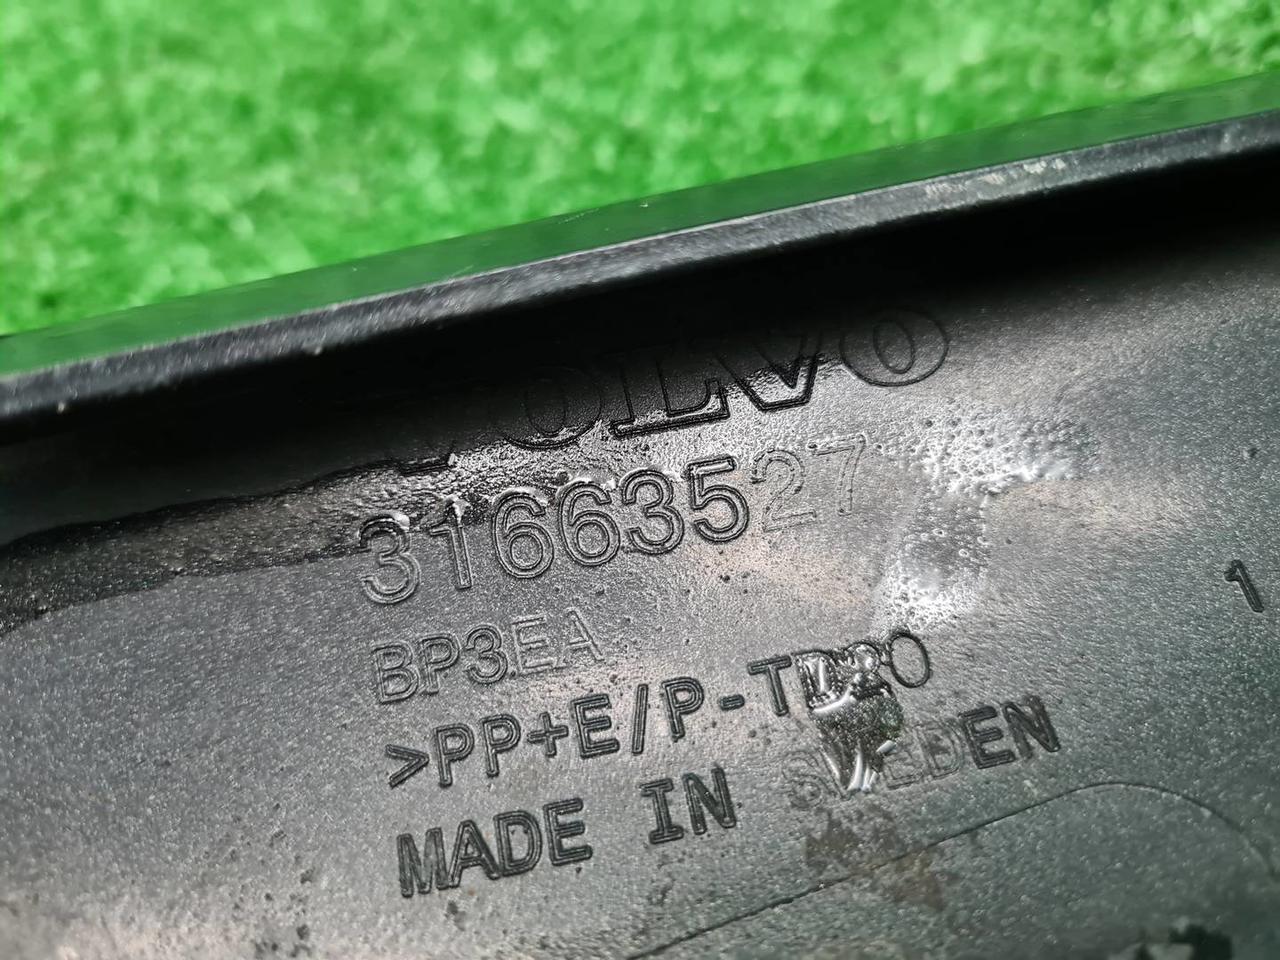 VOLVO
31663527
BP3EA
>PP+E/P-TD20
MADE IN SWEDEN
1